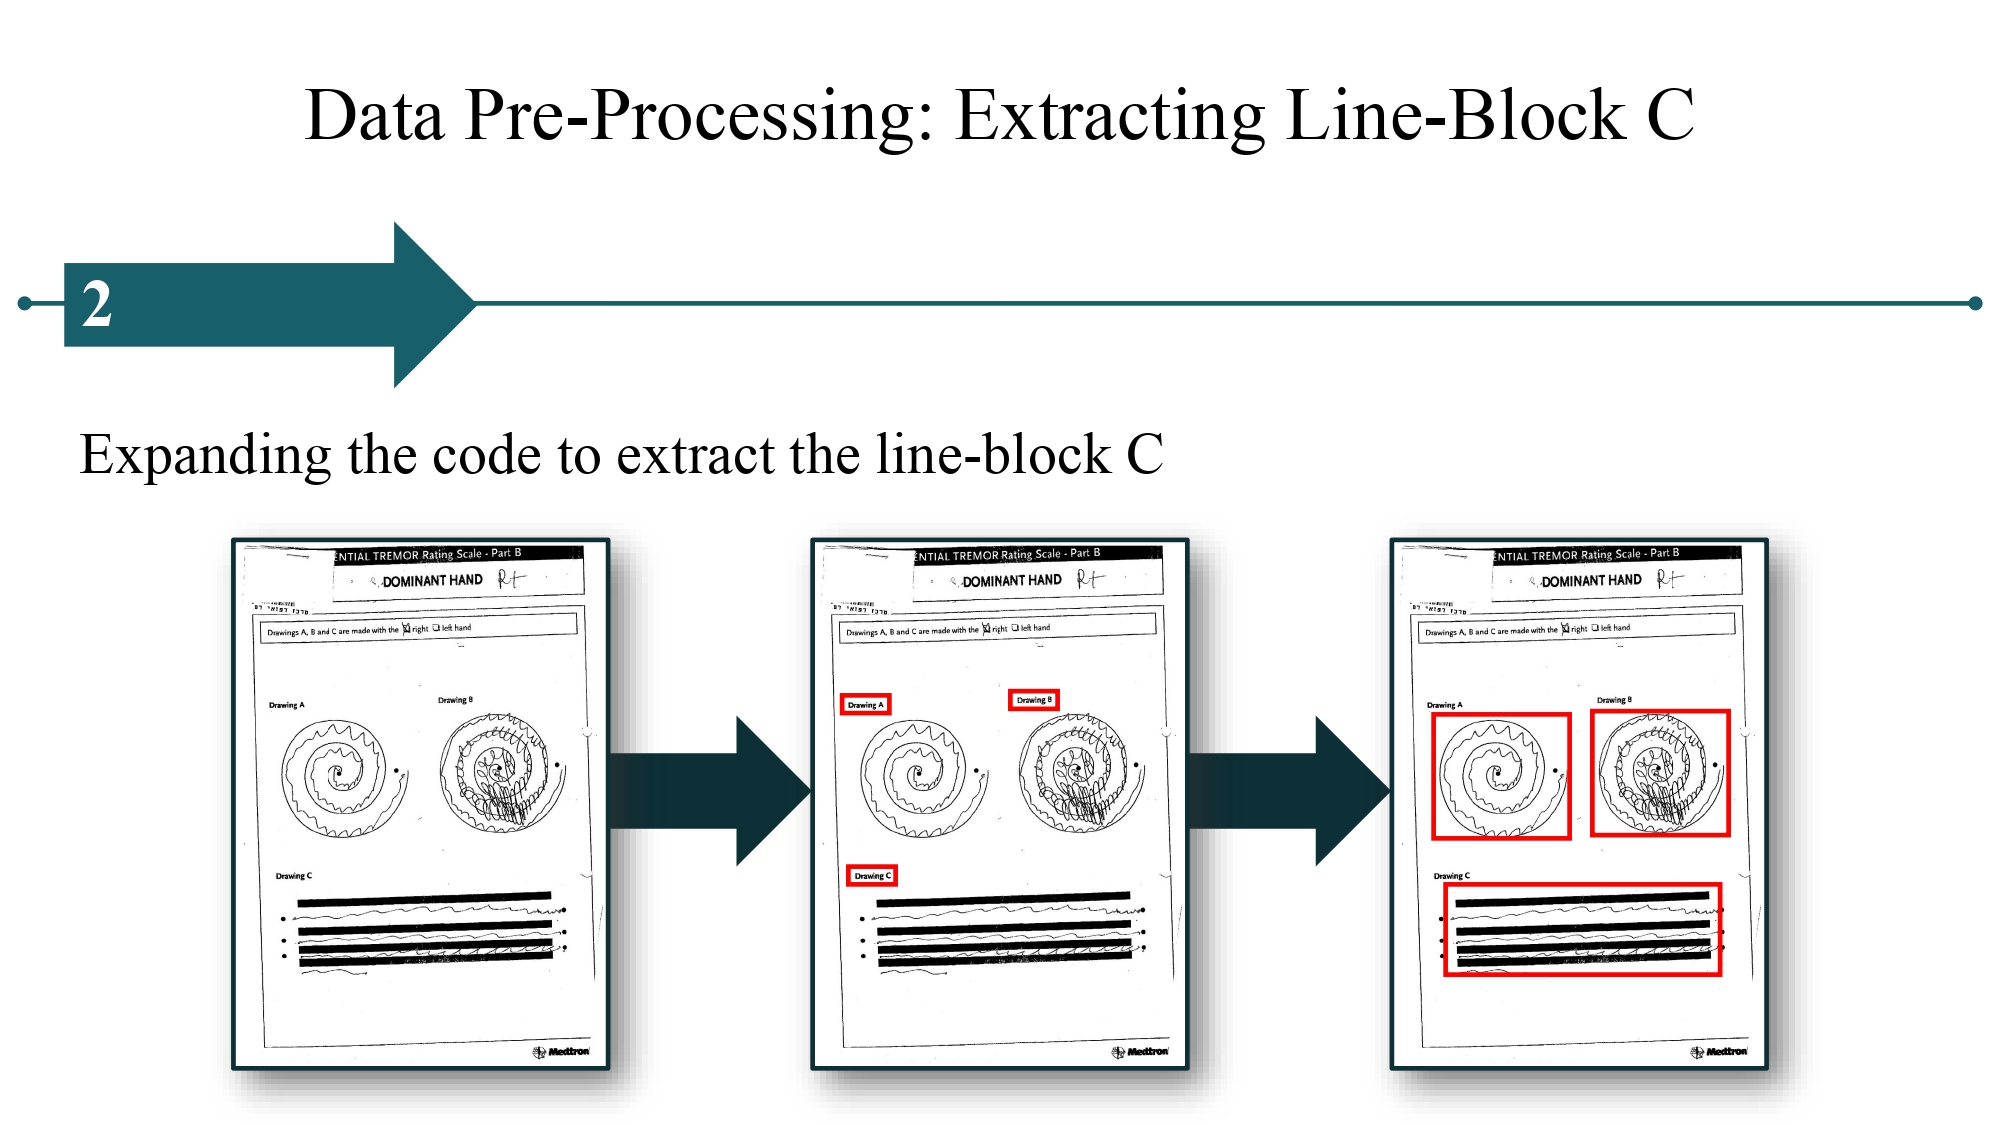 Data Pre-Processing: Extracting Line-Block C
2
Expanding the code to extract the line-block C
ENTIAL TREMOR Rating Scale - Part B
DOMINANT HAND Rt
Drawings A, B and C are made with the right left hand
Drawing A
Drawing B
Drawing C
Medtron
ENTIAL TREMOR Rating Scale - Part B
DOMINANT HAND Rt
Drawings A, B and C are made with the right left hand
Drawing A
Drawing B
Drawing C
Medtron
ENTIAL TREMOR Rating Scale - Part B
DOMINANT HAND Rt
Drawings A, B and C are made with the right left hand
Drawing A
Drawing B
Drawing C
Medtron